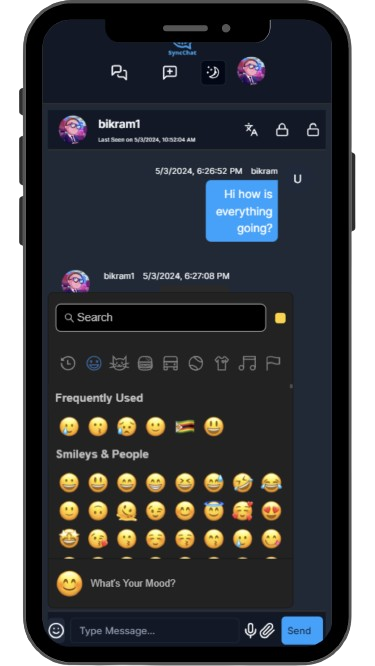 SyncChat
bikram1
Last Seen on 5/3/2024, 10:52:04 AM
5/3/2024, 6:26:52 PM bikram
U
Hi how is
everything
going?
bikram1 5/3/2024, 6:27:08 PM
Search
Frequently Used
Smileys & People
What's Your Mood?
Type Message...
Send